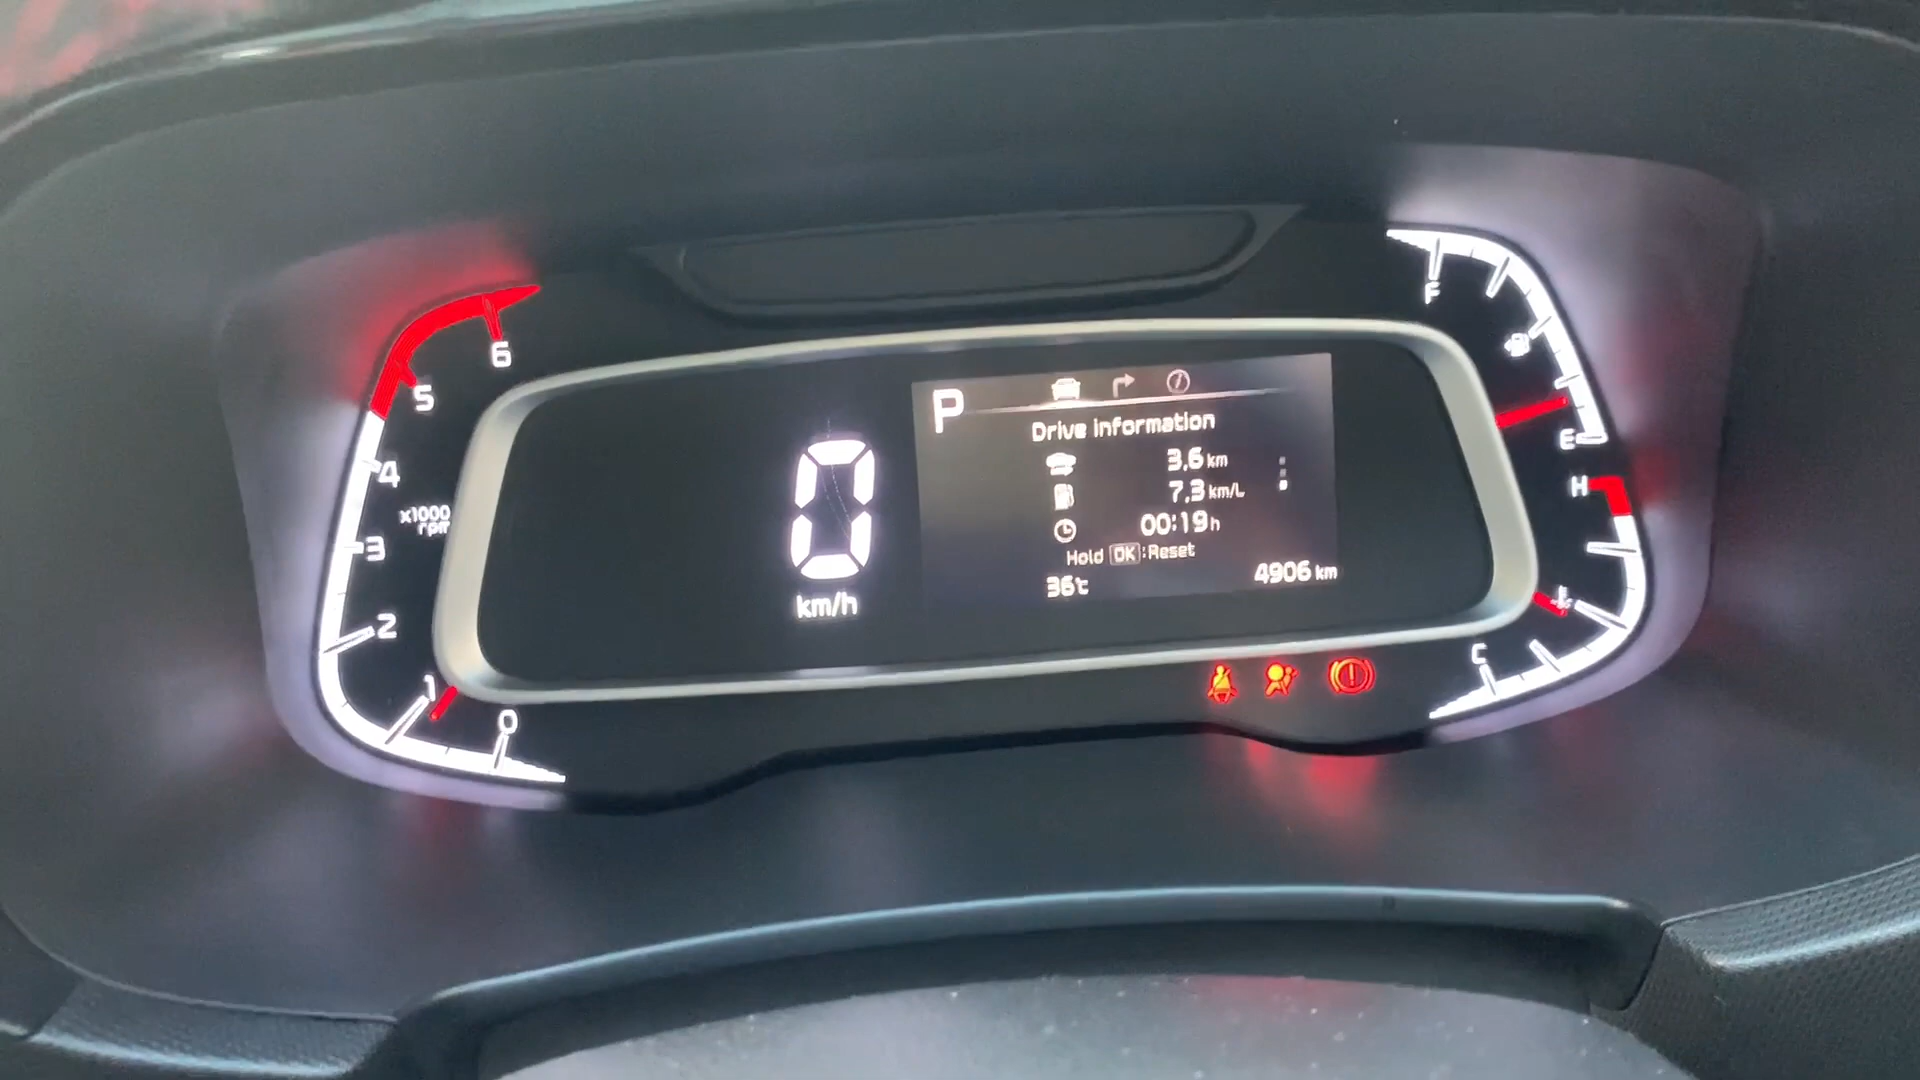 6
5
4
x1000
rpm
3
2
1
0
0
km/h
P
Drive information
3.6 km
7.3 km/L
00:19 h
Hold OK : Reset
36℃
4906 km
F
E
H
C